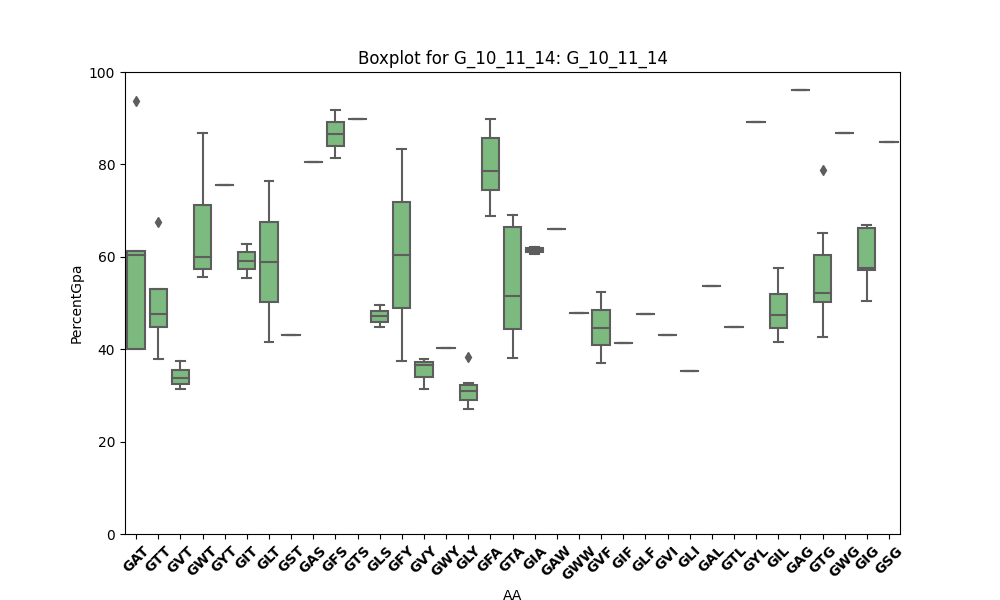 Boxplot for G_10_11_14: G_10_11_14
100
80
60
40
20
0
PercentGpa
GAT GTT GVT GWT GYT GIT GLT GST GAS GFS GTS GLS GFY GVY GWY GLY GFA GTA GIA GAW GWW GVF GIF GLF GVI GLI GAL GTL GYL GIL GAG GTG GWG GIG GSG
AA